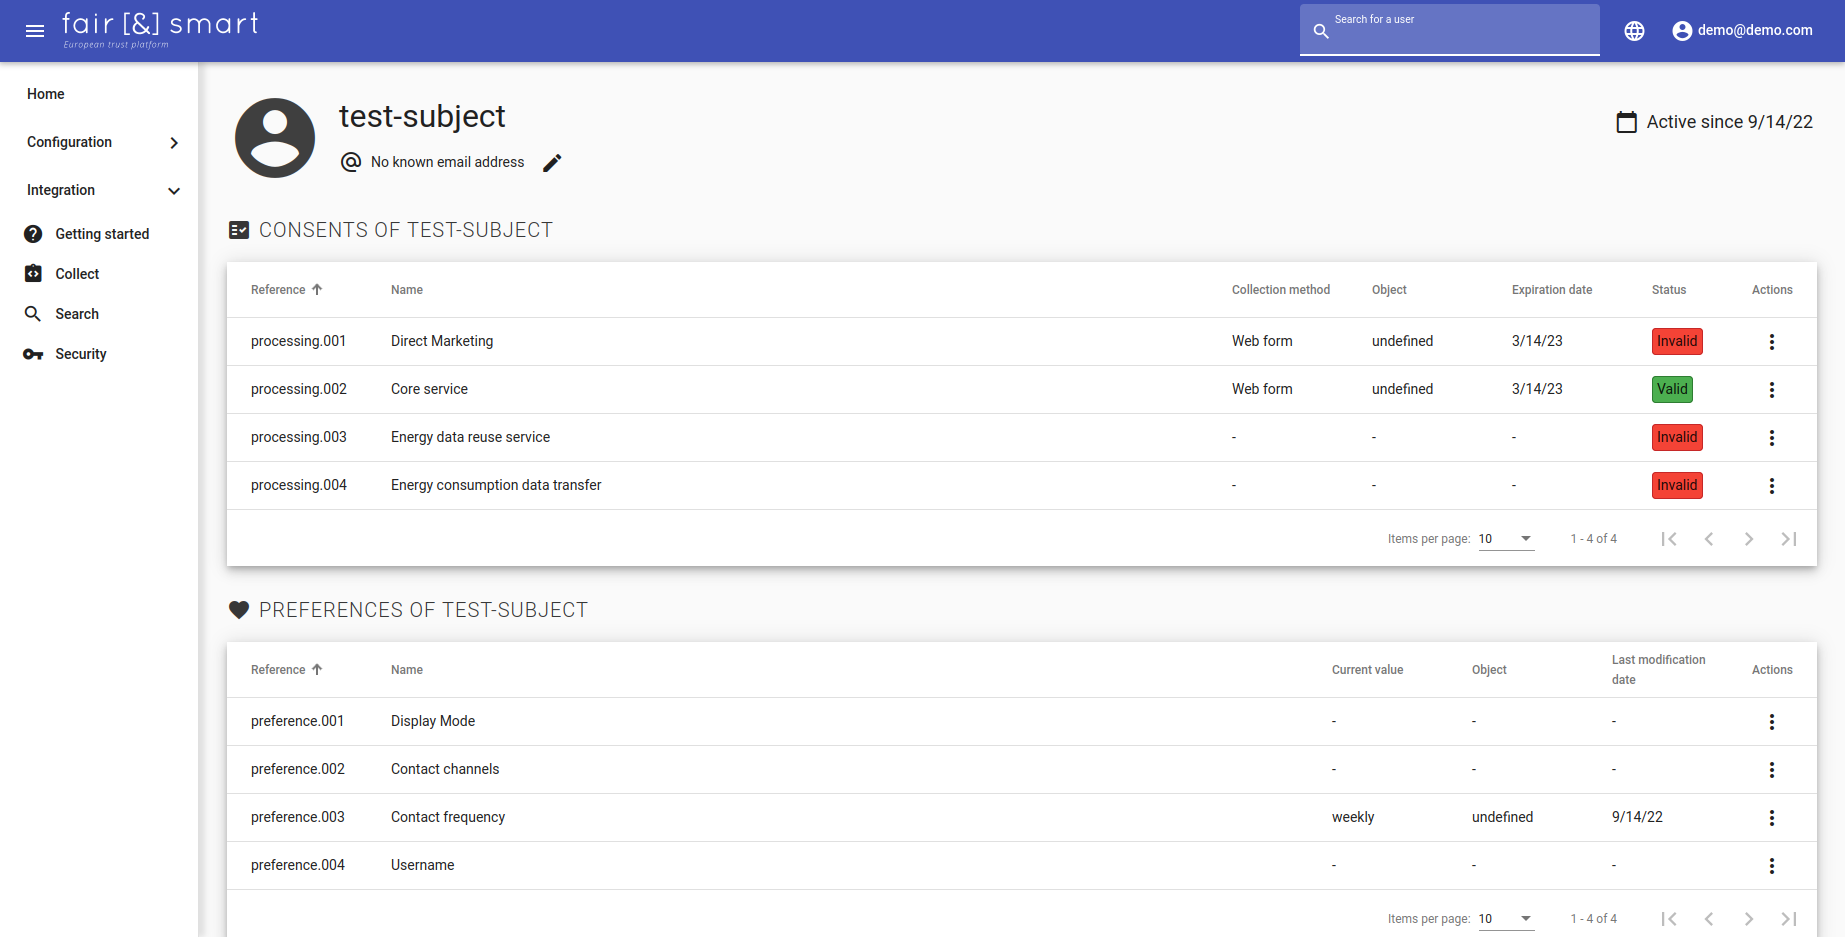 fair [&] smart
European trust platform
Search for a user
demo@demo.com
Home
Configuration
Integration
Getting started
Collect
Search
Security
test-subject
No known email address
Active since 9/14/22
CONSENTS OF TEST-SUBJECT
Reference Name Collection method Object Expiration date Status Actions
processing.001 Direct Marketing Web form undefined 3/14/23 Invalid
processing.002 Core service Web form undefined 3/14/23 Valid
processing.003 Energy data reuse service - - - Invalid
processing.004 Energy consumption data transfer - - - Invalid
Items per page: 10 1 - 4 of 4
PREFERENCES OF TEST-SUBJECT
Reference Name Current value Object Last modification date Actions
preference.001 Display Mode - - -
preference.002 Contact channels - - -
preference.003 Contact frequency weekly undefined 9/14/22
preference.004 Username - - -
Items per page: 10 1 - 4 of 4